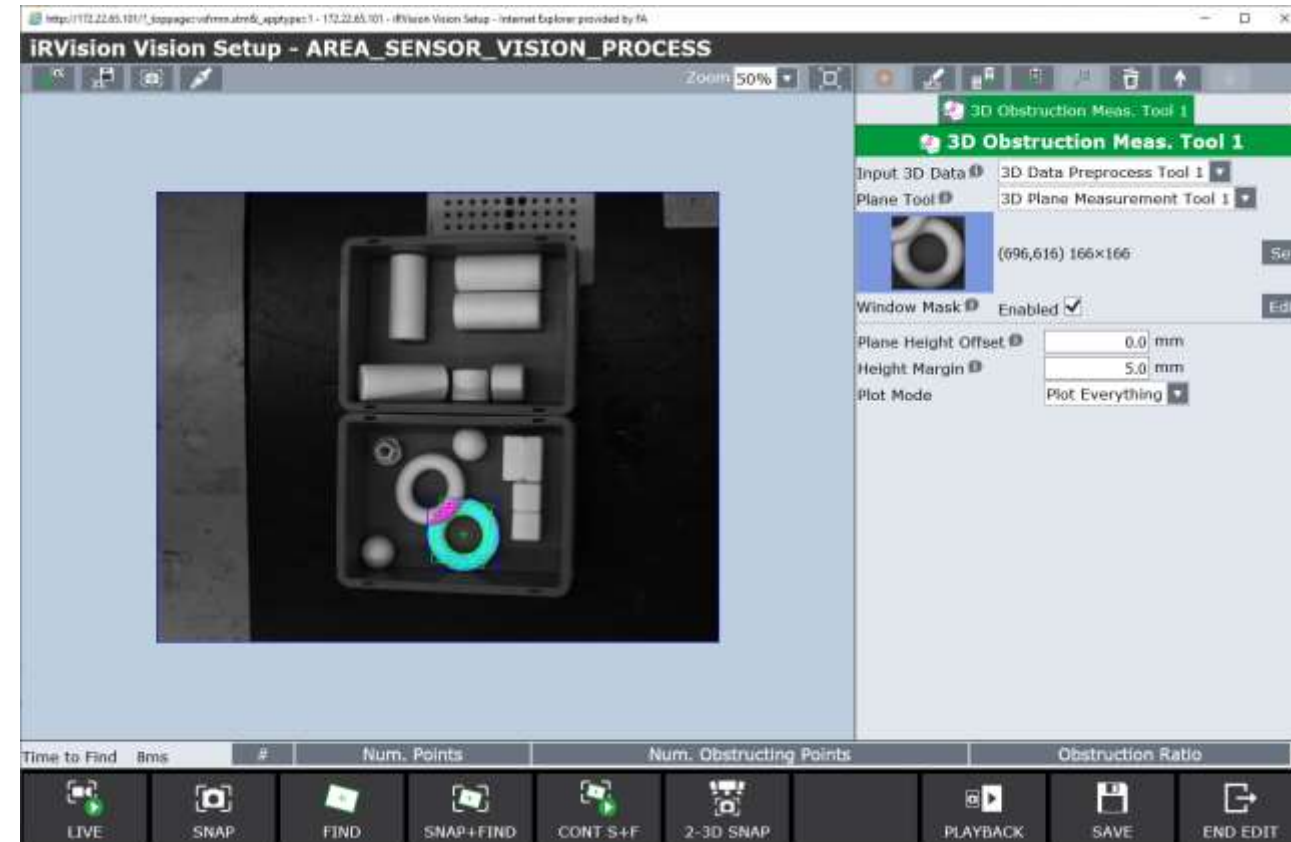 iRVision Vision Setup - AREA_SENSOR_VISION_PROCESS
Zoom 50%
3D Obstruction Meas. Tool 1
3D Obstruction Meas. Tool 1
Input 3D Data 3D Data Preprocess Tool 1
Plane Tool 3D Plane Measurement Tool 1
(696,616) 166×166
Window Mask Enabled
Plane Height Offset 0.0 mm
Height Margin 5.0 mm
Plot Mode Plot Everything
Time to Find 8ms # Num. Points Num. Obstructing Points Obstruction Ratio
LIVE SNAP FIND SNAP+FIND CONT S+F 2-3D SNAP PLAYBACK SAVE END EDIT